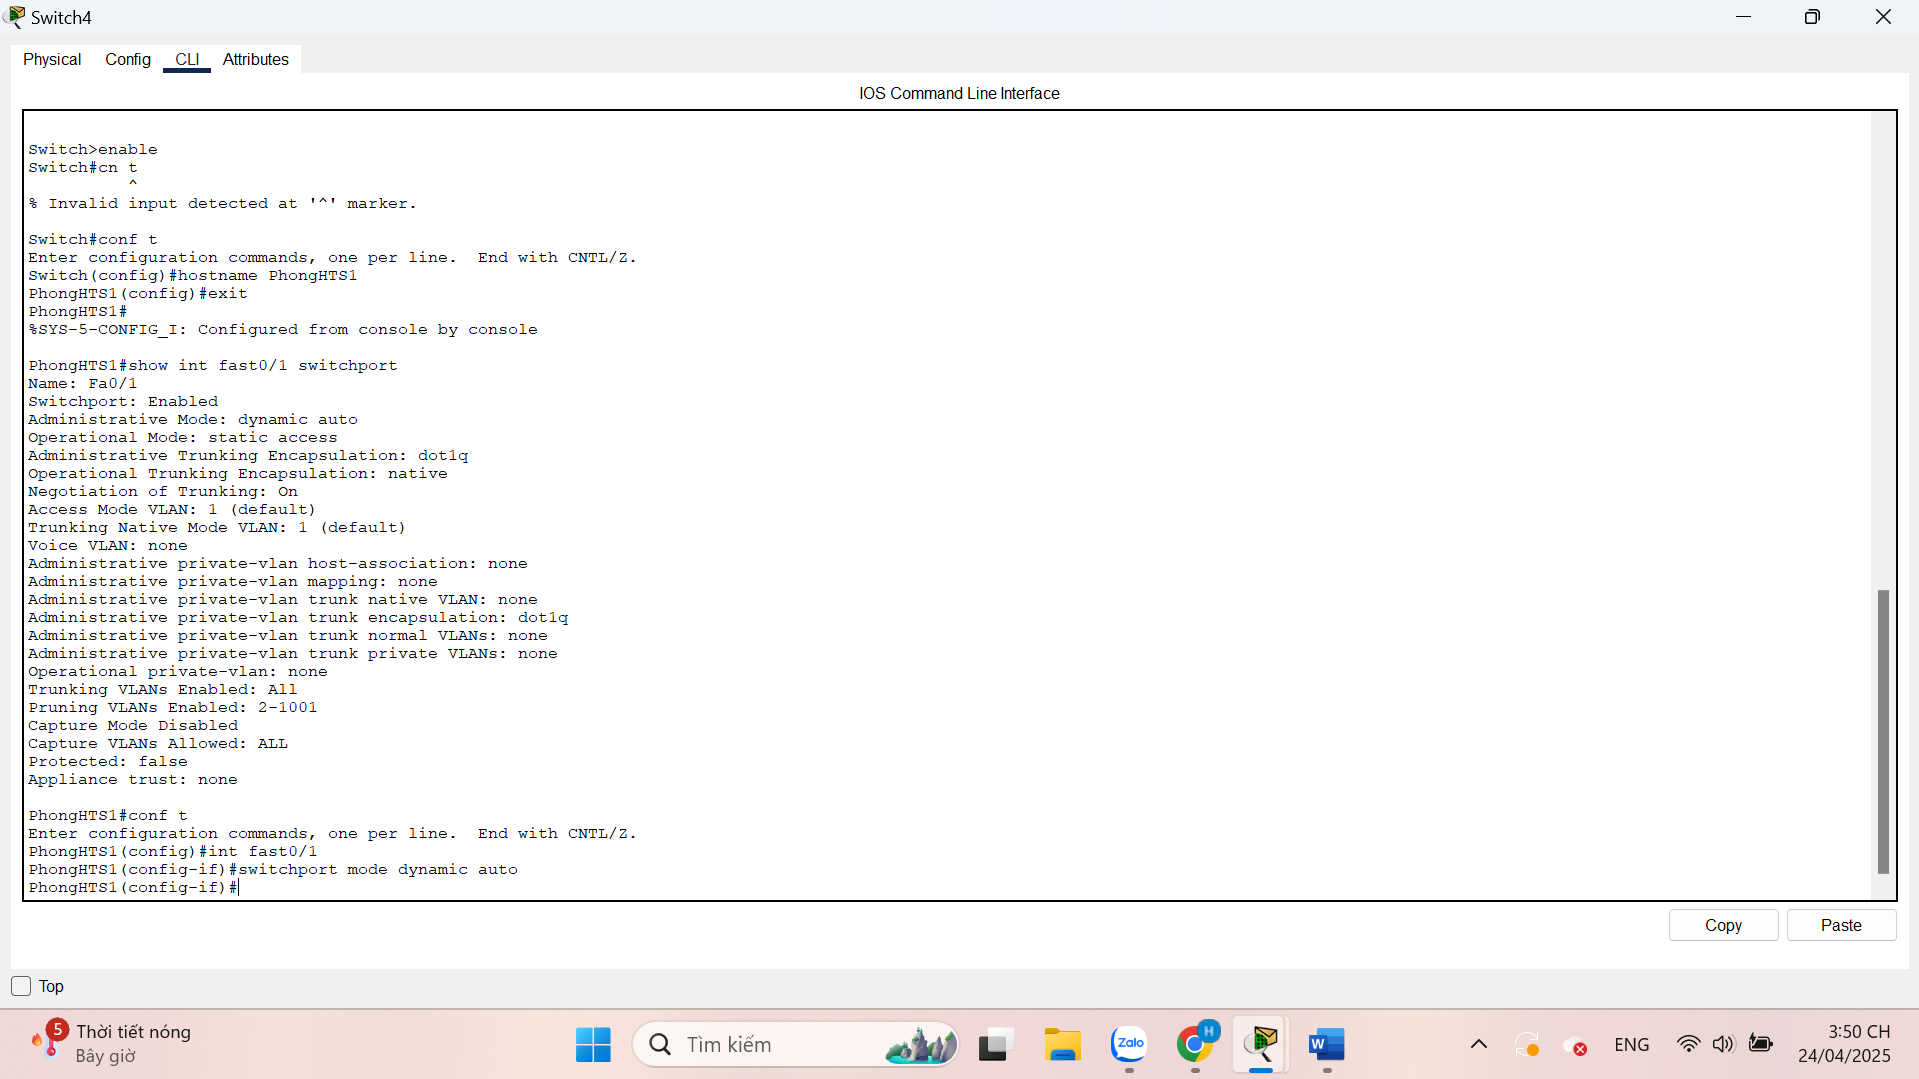 Switch4
Physical Config CLI Attributes
IOS Command Line Interface
Switch>enable
Switch#cn t
^
% Invalid input detected at '^' marker.
Switch#conf t
Enter configuration commands, one per line.  End with CNTL/Z.
Switch(config)#hostname PhongHTS1
PhongHTS1(config)#exit
PhongHTS1#
%SYS-5-CONFIG_I: Configured from console by console
PhongHTS1#show int fast0/1 switchport
Name: Fa0/1
Switchport: Enabled
Administrative Mode: dynamic auto
Operational Mode: static access
Administrative Trunking Encapsulation: dot1q
Operational Trunking Encapsulation: native
Negotiation of Trunking: On
Access Mode VLAN: 1 (default)
Trunking Native Mode VLAN: 1 (default)
Voice VLAN: none
Administrative private-vlan host-association: none
Administrative private-vlan mapping: none
Administrative private-vlan trunk native VLAN: none
Administrative private-vlan trunk encapsulation: dot1q
Administrative private-vlan trunk normal VLANs: none
Administrative private-vlan trunk private VLANs: none
Operational private-vlan: none
Trunking VLANs Enabled: All
Pruning VLANs Enabled: 2-1001
Capture Mode Disabled
Capture VLANs Allowed: ALL
Protected: false
Appliance trust: none
PhongHTS1#conf t
Enter configuration commands, one per line.  End with CNTL/Z.
PhongHTS1(config)#int fast0/1
PhongHTS1(config-if)#switchport mode dynamic auto
PhongHTS1(config-if)#
Copy Paste
Top
5
Thời tiết nóng
Bây giờ
Tìm kiếm
Zalo
H
W
ENG
3:50 CH
24/04/2025